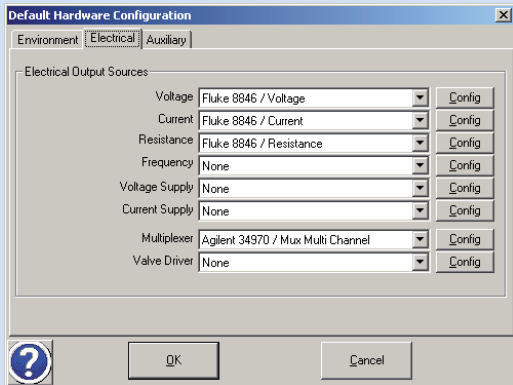 Default Hardware Configuration
Environment Electrical Auxiliary
Electrical Output Sources
Voltage Fluke 8846 / Voltage Config
Current Fluke 8846 / Current Config
Resistance Fluke 8846 / Resistance Config
Frequency None Config
Voltage Supply None Config
Current Supply None Config
Multiplexer Agilent 34970 / Mux Multi Channel Config
Valve Driver None Config
? OK Cancel